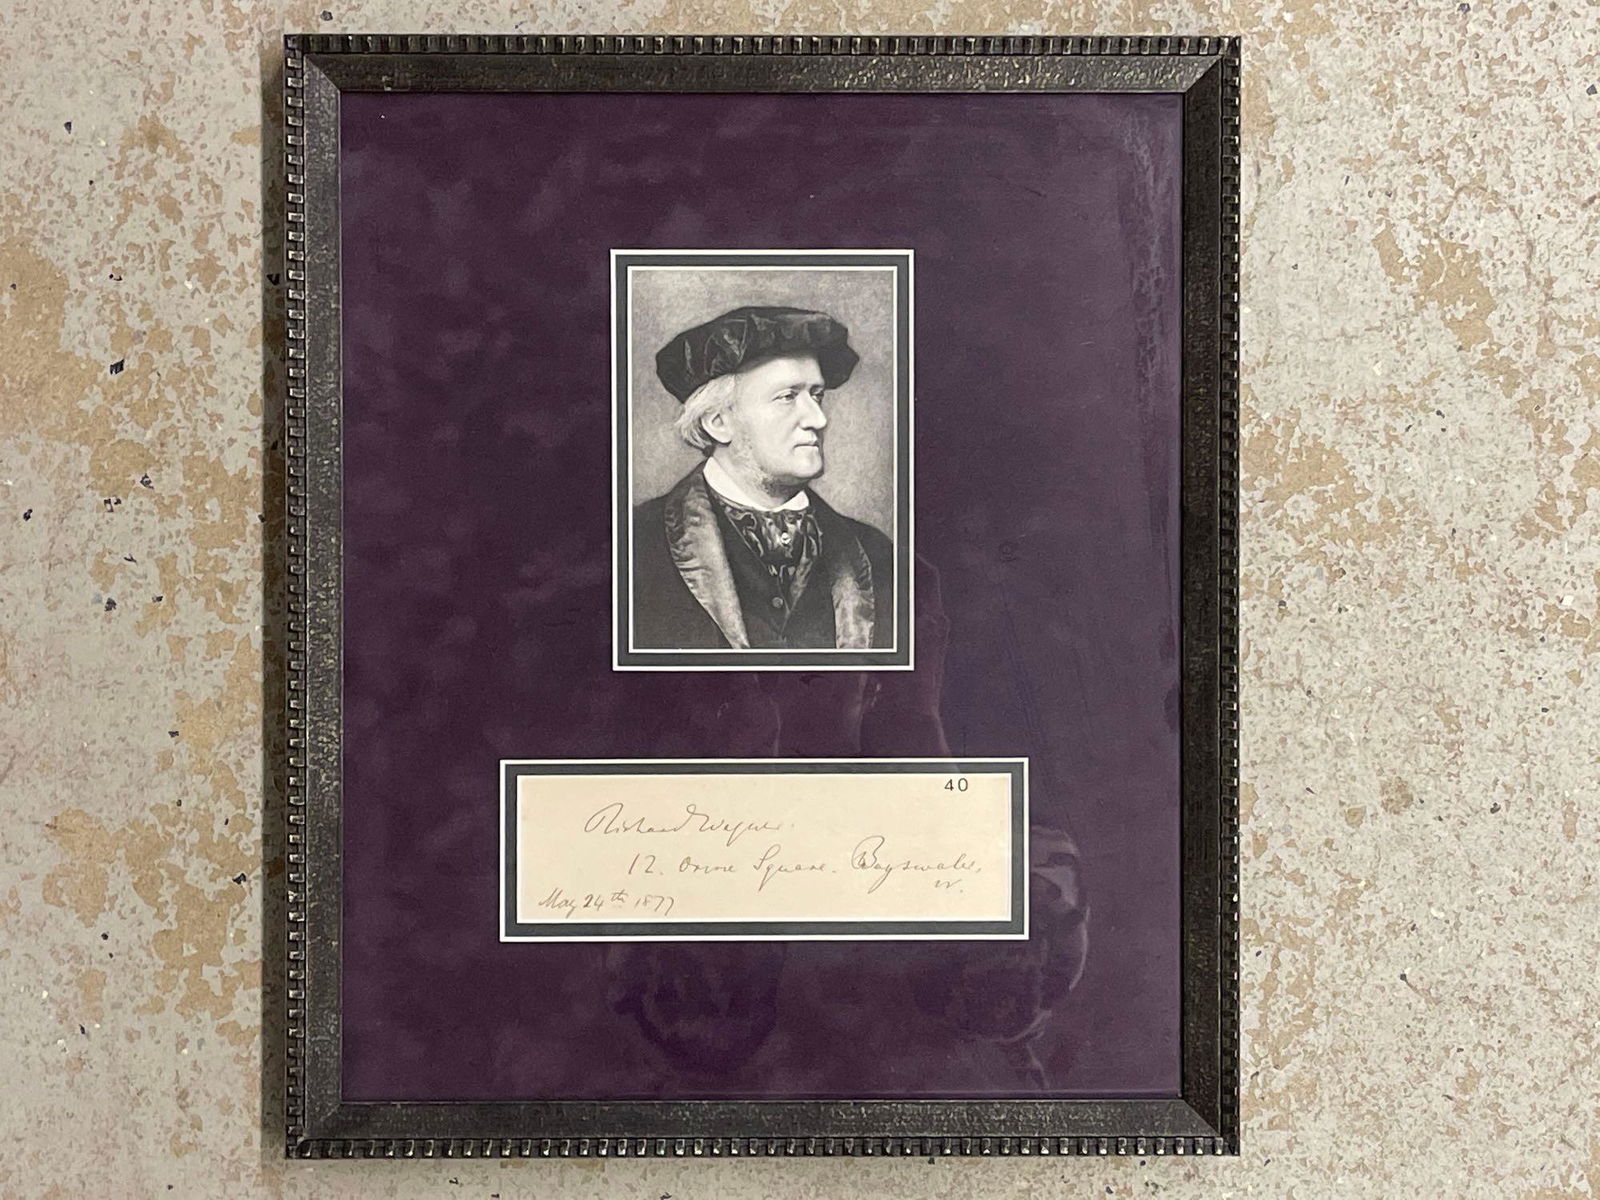 40
Richard Wagner.
12. Orme Square. Bayswater,
W.
May 24th 1877